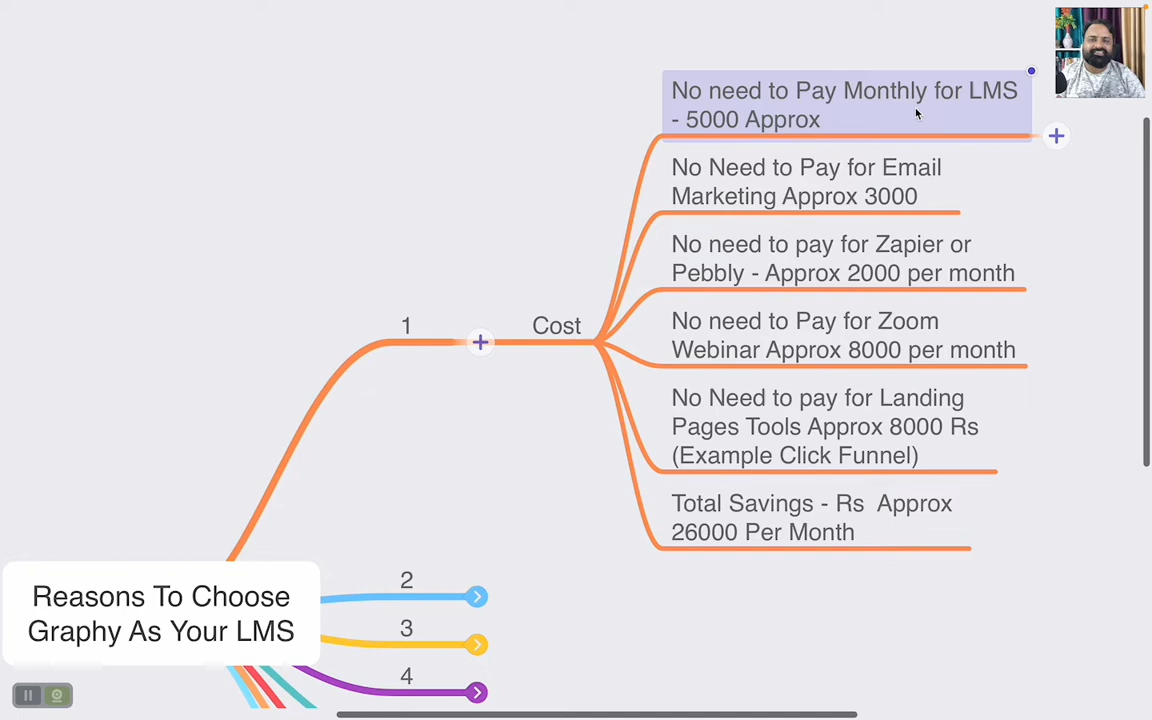 No need to Pay Monthly for LMS
- 5000 Approx
No Need to Pay for Email
Marketing Approx 3000
No need to pay for Zapier or
Pebbly - Approx 2000 per month
1
Cost
No need to Pay for Zoom
Webinar Approx 8000 per month
No Need to pay for Landing
Pages Tools Approx 8000 Rs
(Example Click Funnel)
Total Savings - Rs  Approx
26000 Per Month
Reasons To Choose
Graphy As Your LMS
2
3
4